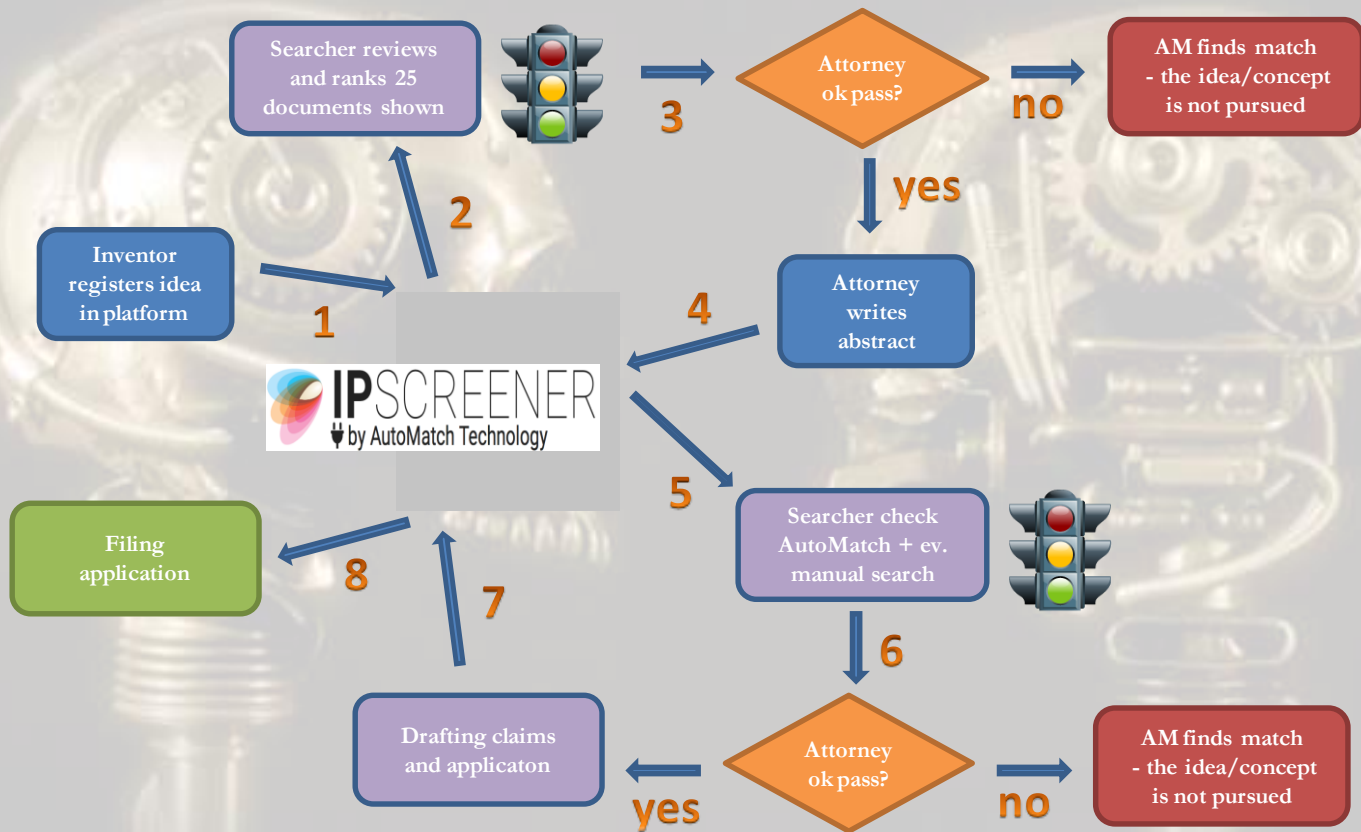 Searcher reviews
and ranks 25
documents shown
3
Attorney
ok pass?
no
AM finds match
- the idea/concept
is not pursued
yes
2
Inventor
registers idea
in platform
1
Attorney
writes
abstract
4
IPSCREENER
by AutoMatch Technology
5
Searcher check
AutoMatch + ev.
manual search
Filing
application
8
7
6
Drafting claims
and applicaton
yes
Attorney
ok pass?
no
AM finds match
- the idea/concept
is not pursued